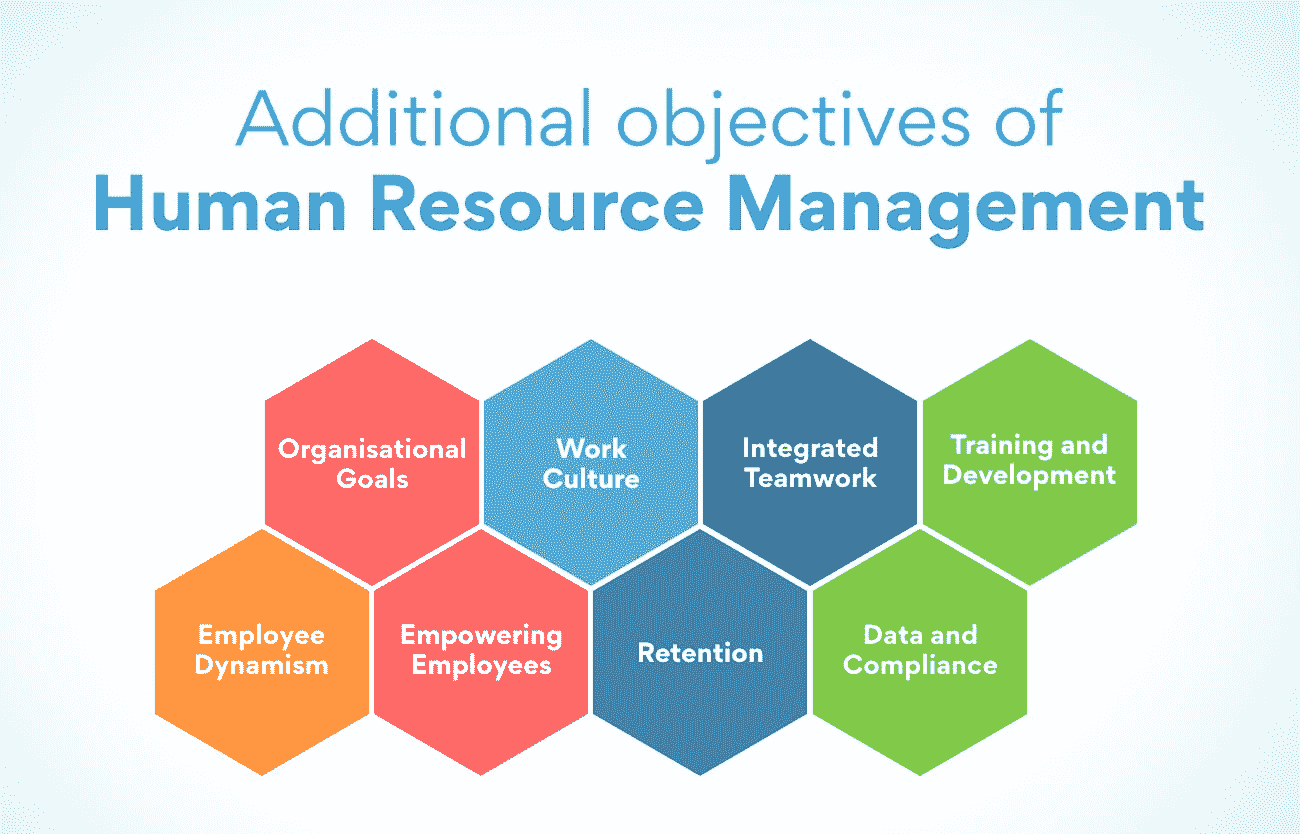 Additional objectives of
Human Resource Management
Organisational
Goals
Work
Culture
Integrated
Teamwork
Training and
Development
Employee
Dynamism
Empowering
Employees
Retention
Data and
Compliance